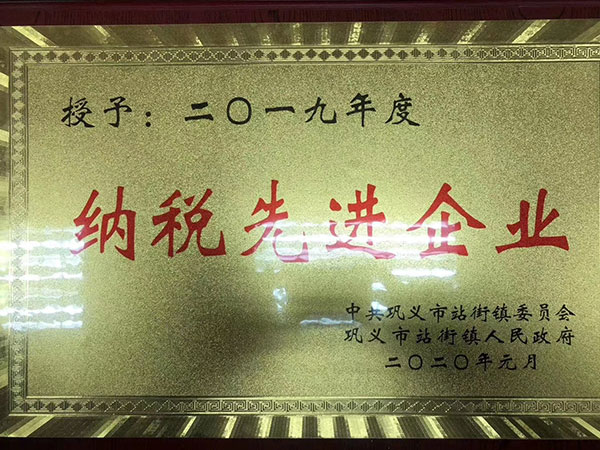 授予：二〇一九年度
纳税先进企业
中共巩义市站街镇委员会
巩义市站街镇人民政府
二〇二〇年元月